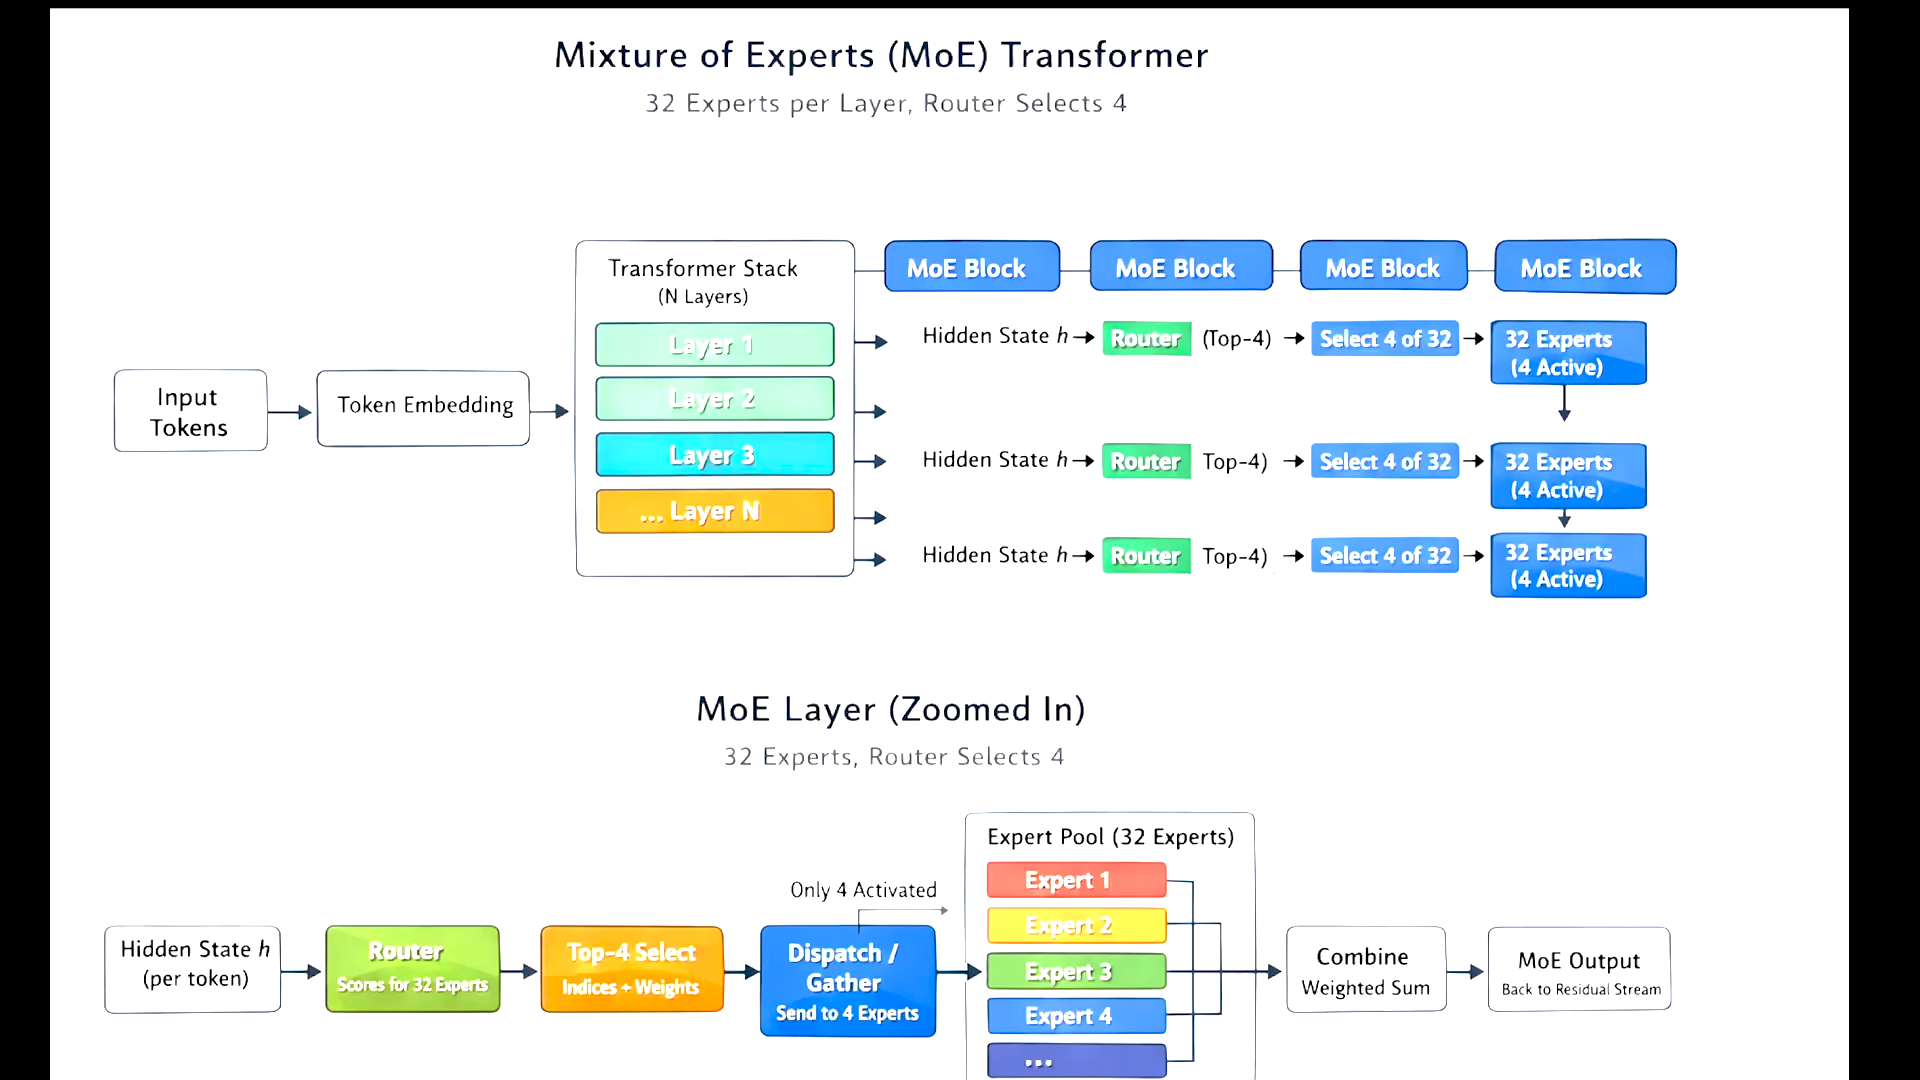 Mixture of Experts (MoE) Transformer
32 Experts per Layer, Router Selects 4
Input
Tokens
Token Embedding
Transformer Stack
(N Layers)
Layer 1
Layer 2
Layer 3
... Layer N
MoE Block
MoE Block
MoE Block
MoE Block
Hidden State h
Router
(Top-4)
Select 4 of 32
32 Experts
(4 Active)
Hidden State h
Router
Top-4)
Select 4 of 32
32 Experts
(4 Active)
Hidden State h
Router
Top-4)
Select 4 of 32
32 Experts
(4 Active)
MoE Layer (Zoomed In)
32 Experts, Router Selects 4
Hidden State h
(per token)
Router
Scores for 32 Experts
Top-4 Select
Indices + Weights
Only 4 Activated
Dispatch /
Gather
Send to 4 Experts
Expert Pool (32 Experts)
Expert 1
Expert 2
Expert 3
Expert 4
...
Combine
Weighted Sum
MoE Output
Back to Residual Stream